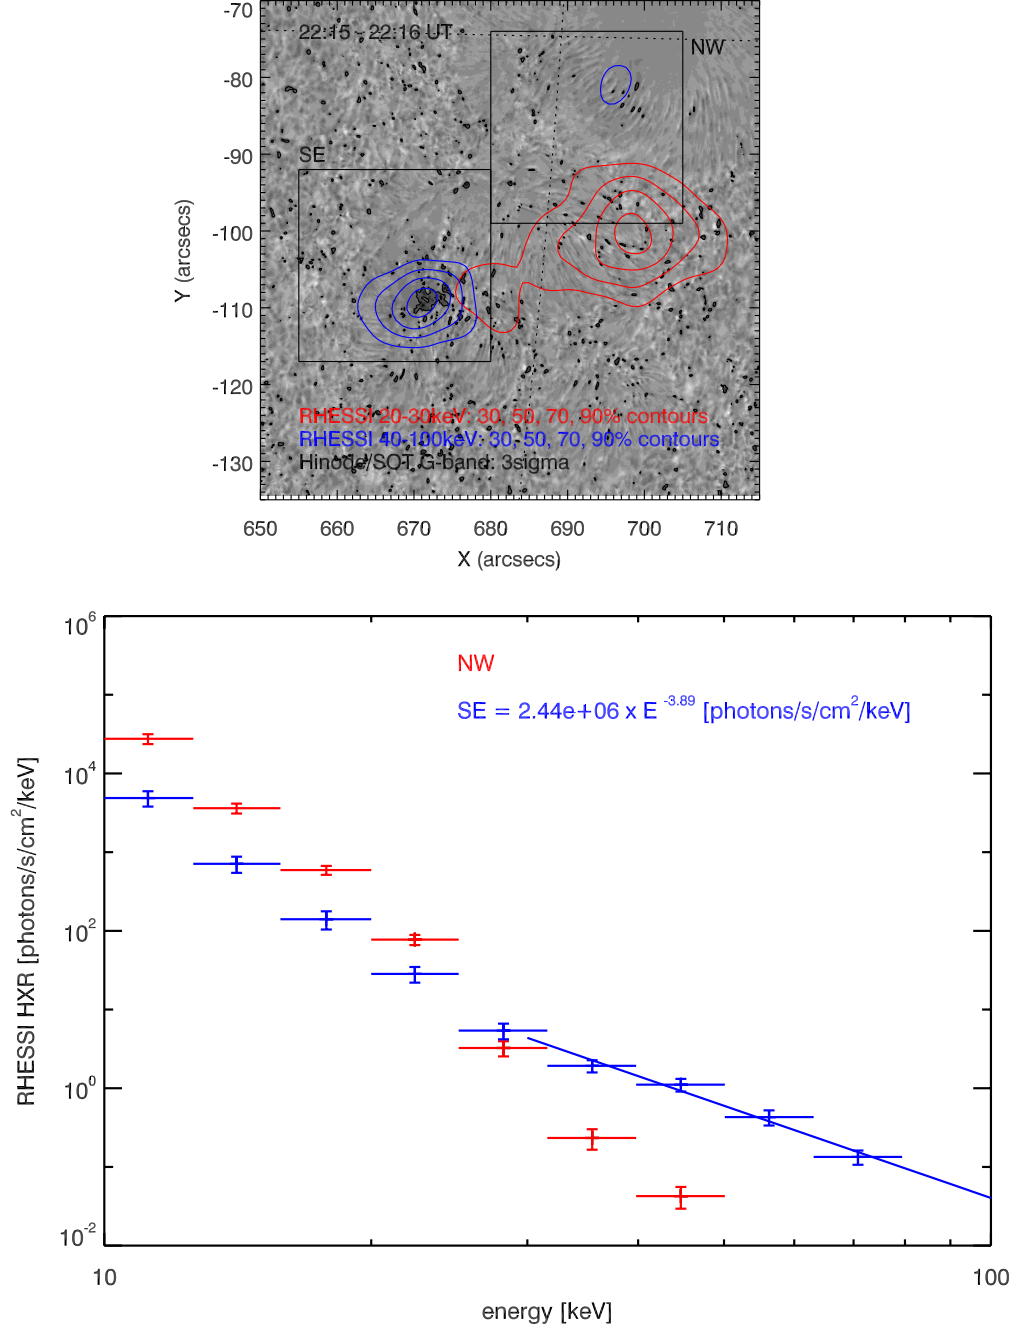 -70
22:15 - 22:16 UT
NW
-80
-90
SE
-100
Y (arcsecs)
-110
-120
RHESSI 20-30keV: 30, 50, 70, 90% contours
RHESSI 40-100keV: 30, 50, 70, 90% contours
Hinode/SOT G-band: 3sigma
-130
650 660 670 680 690 700 710
X (arcsecs)
10^6
NW
SE = 2.44e+06 x E^-3.89 [photons/s/cm^2/keV]
10^4
10^2
RHESSI HXR [photons/s/cm^2/keV]
10^0
10^-2
10 100
energy [keV]